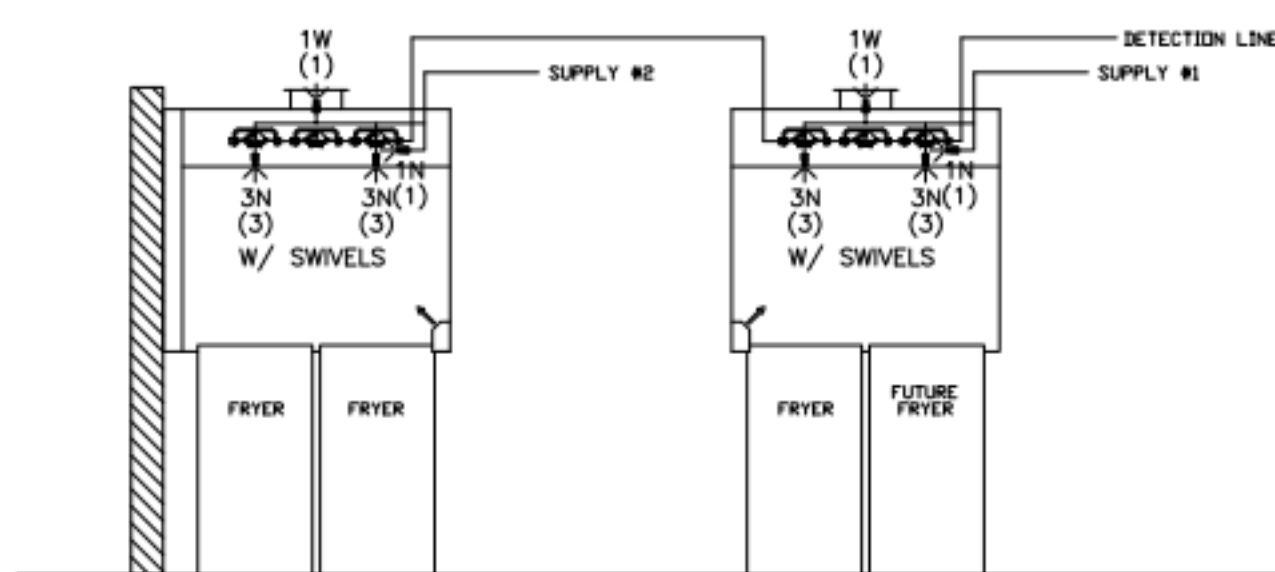 1W
(1)
SUPPLY #2
3N
(3)
1N
3N(1)
(3)
W/ SWIVELS
FRYER
FRYER
1W
(1)
DETECTION LINE
SUPPLY #1
3N
(3)
1N
3N(1)
(3)
W/ SWIVELS
FRYER
FUTURE
FRYER